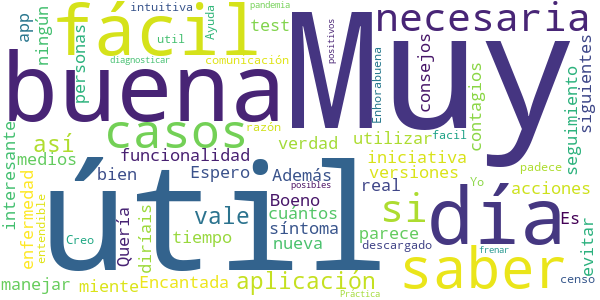 intuitiva
pandemia
app
ningún
personas
fácil
Ayuda
util
test
diagnosticar
comunicación
positivos
Muy
necesaria
consejos
Enhorabuena
contagios
siguientes
seguimiento
buena
casos
razón
verdad
utilizar
facil
interesante
así
medios
funcionalidad
iniciativa
versiones
padece
evitar
bien
Espero
Además
real
Yo
acciones
enfermedad
entendible
útil
posibles
si
día
Es
Quería
diríais
vale
Boeno
cuántos
síntoma
nueva
parece
descargado
Creo
tiempo
saber
frenar
manejar
miente
Encantada
aplicación
censo
Práctica